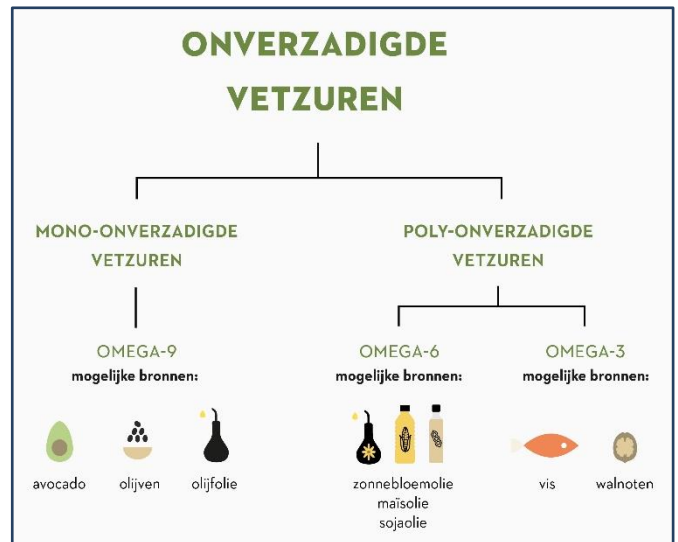 ONVERZADIGDE
VETZUREN
MONO-ONVERZADIGDE
VETZUREN
POLY-ONVERZADIGDE
VETZUREN
OMEGA-9
mogelijke bronnen:
OMEGA-6
mogelijke bronnen:
OMEGA-3
mogelijke bronnen:
avocado
olijven
olijfolie
zonnebloemolie
maïsolie
sojaolie
vis
walnoten